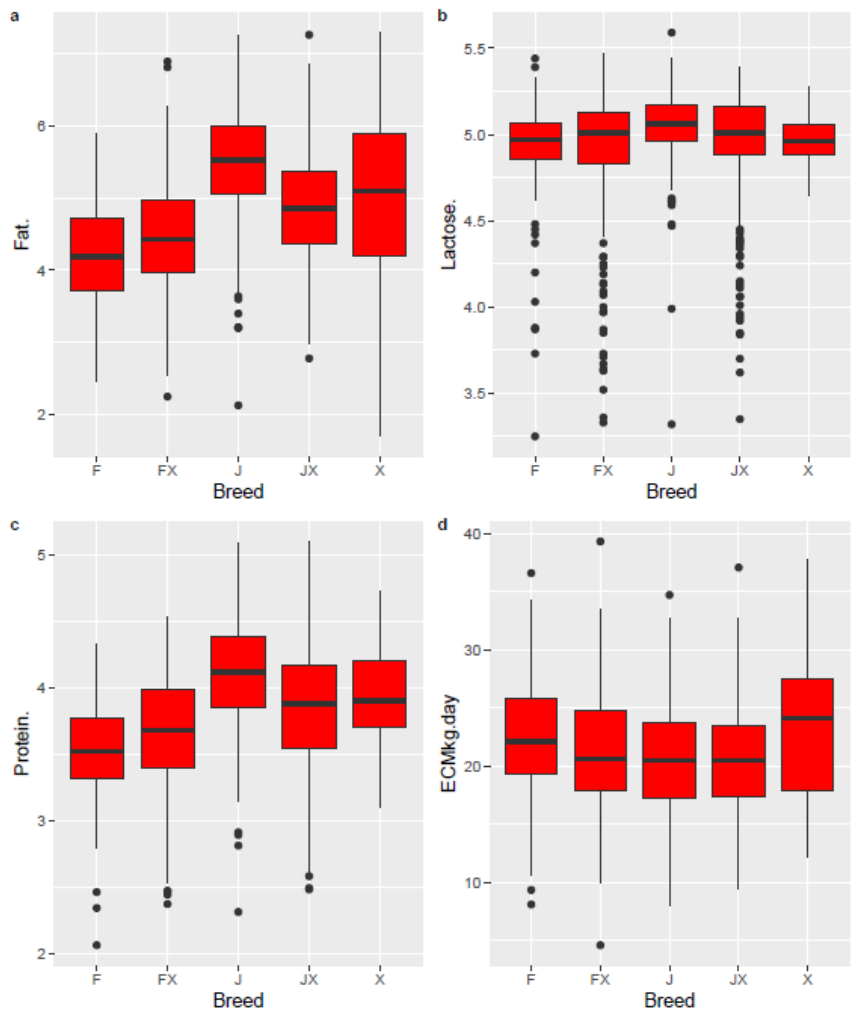 a
Fat.
6
4
2
F FX J JX X
Breed
b
Lactose.
5.5
5.0
4.5
4.0
3.5
F FX J JX X
Breed
c
Protein.
5
4
3
2
F FX J JX X
Breed
d
ECMkg.day
40
30
20
10
F FX J JX X
Breed